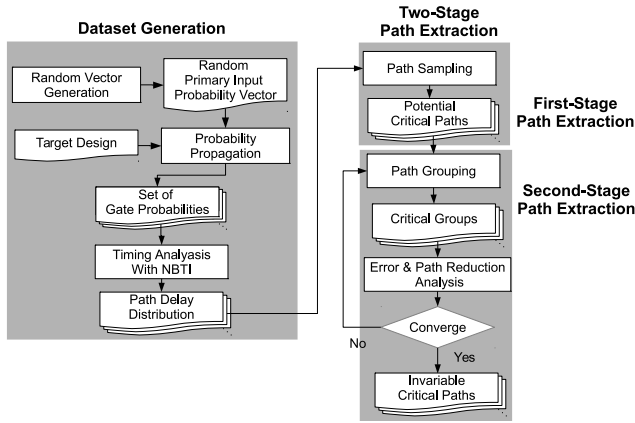 Dataset Generation
Random Vector
Generation
Random
Primary Input
Probability Vector
Target Design
Probability
Propagation
Set of
Gate Probabilities
Timing Analysis
With NBTI
Path Delay
Distribution
Two-Stage
Path Extraction
Path Sampling
Potential
Critical Paths
First-Stage
Path Extraction
Path Grouping
Critical Groups
Second-Stage
Path Extraction
Error & Path Reduction
Analysis
Converge
No
Yes
Invariable
Critical Paths